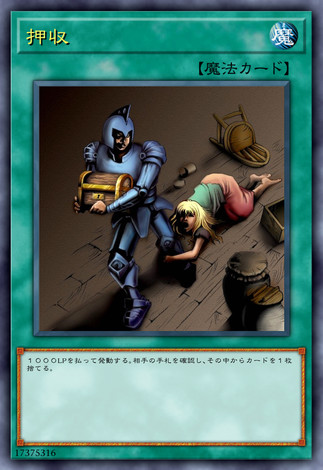 押収
魔
【魔法カード】
１０００LPを払って発動する。相手の手札を確認し、その中からカードを１枚
捨てる。
17375316